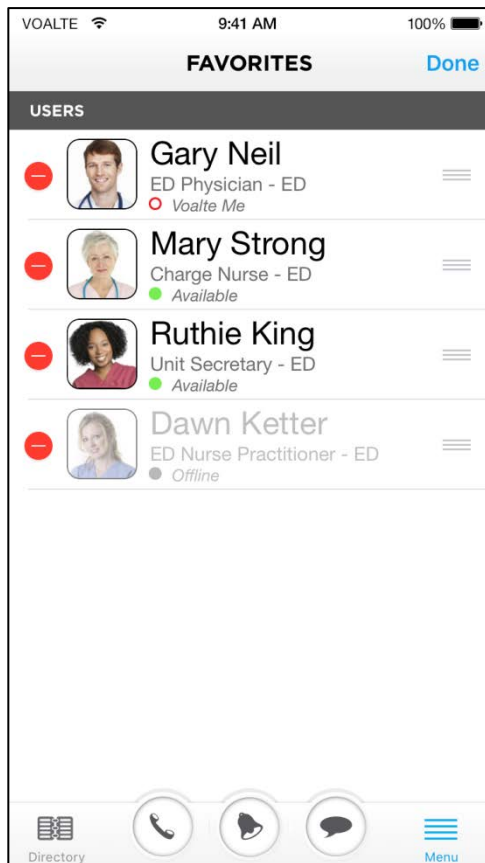 VOALTE 9:41 AM 100%
FAVORITES Done
USERS
Gary Neil
ED Physician - ED
Voalte Me
Mary Strong
Charge Nurse - ED
Available
Ruthie King
Unit Secretary - ED
Available
Dawn Ketter
ED Nurse Practitioner - ED
Offline
Directory Menu